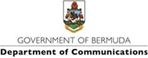 GOVERNMENT OF BERMUDA
Department of Communications